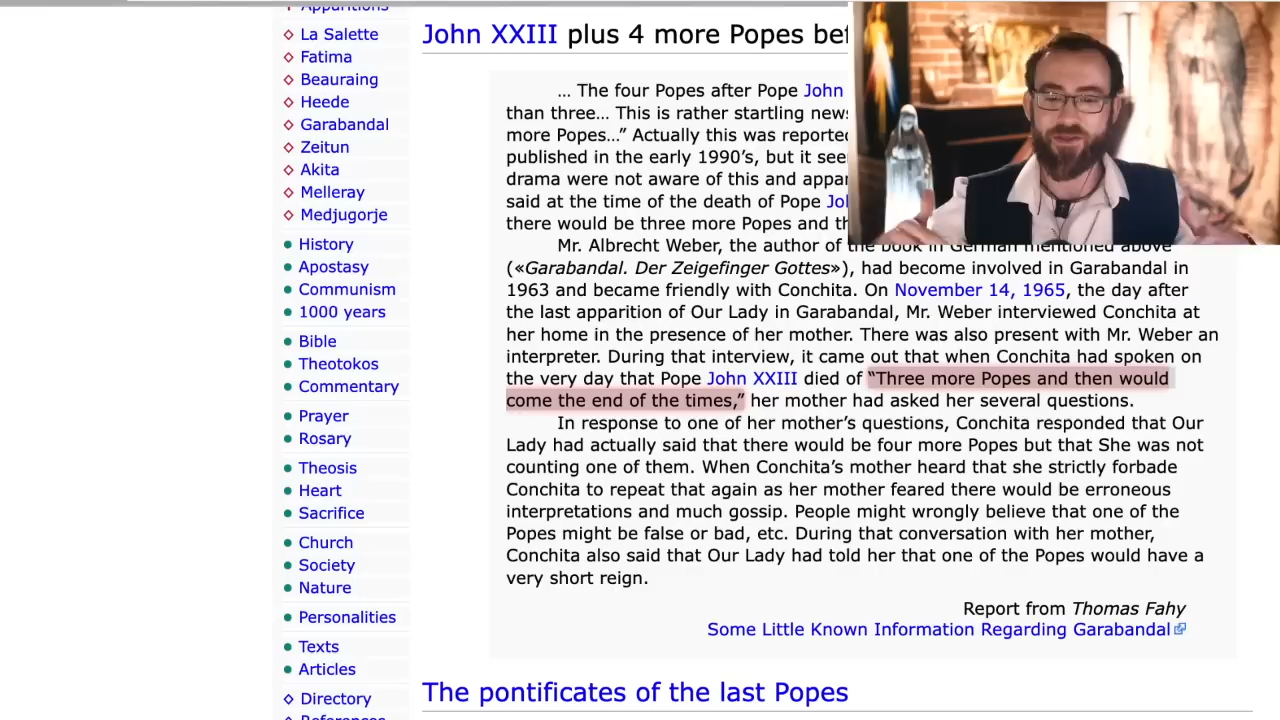 Apparitions
La Salette
Fatima
Beauraing
Heede
Garabandal
Zeitun
Akita
Melleray
Medjugorje
History
Apostasy
Communism
1000 years
Bible
Theotokos
Commentary
Prayer
Rosary
Theosis
Heart
Sacrifice
Church
Society
Nature
Personalities
Texts
Articles
Directory
References
John XXIII plus 4 more Popes bef
… The four Popes after Pope John
than three… This is rather startling news
more Popes…” Actually this was reported
published in the early 1990’s, but it see
drama were not aware of this and appar
said at the time of the death of Pope Jo
there would be three more Popes and th
Mr. Albrecht Weber, the author of the book in German mentioned above
(«Garabandal. Der Zeigefinger Gottes»), had become involved in Garabandal in
1963 and became friendly with Conchita. On November 14, 1965, the day after
the last apparition of Our Lady in Garabandal, Mr. Weber interviewed Conchita at
her home in the presence of her mother. There was also present with Mr. Weber an
interpreter. During that interview, it came out that when Conchita had spoken on
the very day that Pope John XXIII died of “Three more Popes and then would
come the end of the times,” her mother had asked her several questions.
In response to one of her mother’s questions, Conchita responded that Our
Lady had actually said that there would be four more Popes but that She was not
counting one of them. When Conchita’s mother heard that she strictly forbade
Conchita to repeat that again as her mother feared there would be erroneous
interpretations and much gossip. People might wrongly believe that one of the
Popes might be false or bad, etc. During that conversation with her mother,
Conchita also said that Our Lady had told her that one of the Popes would have a
very short reign.
Report from Thomas Fahy
Some Little Known Information Regarding Garabandal
The pontificates of the last Popes